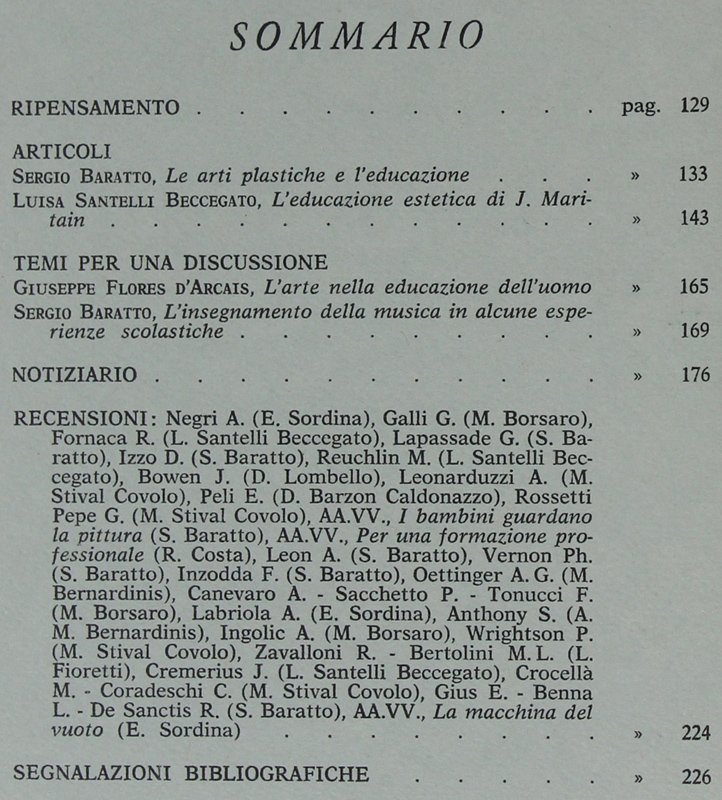 SOMMARIO
RIPENSAMENTO . . . . . . . . . . pag. 129
ARTICOLI
SERGIO BARATTO, Le arti plastiche e l'educazione . . . » 133
LUISA SANTELLI BECCEGATO, L'educazione estetica di J. Mari-
tain . . . . . . . . . . . . » 143
TEMI PER UNA DISCUSSIONE
GIUSEPPE FLORES D'ARCAIS, L'arte nella educazione dell'uomo » 165
SERGIO BARATTO, L'insegnamento della musica in alcune espe-
rienze scolastiche . . . . . . . . . » 169
NOTIZIARIO . . . . . . . . . . . » 176
RECENSIONI: Negri A. (E. Sordina), Galli G. (M. Borsaro),
Fornaca R. (L. Santelli Beccegato), Lapassade G. (S. Ba-
ratto), Izzo D. (S. Baratto), Reuchlin M. (L. Santelli Bec-
cegato), Bowen J. (D. Lombello), Leonarduzzi A. (M.
Stival Covolo), Peli E. (D. Barzon Caldonazzo), Rossetti
Pepe G. (M. Stival Covolo), AA.VV., I bambini guardano
la pittura (S. Baratto), AA.VV., Per una formazione pro-
fessionale (R. Costa), Leon A. (S. Baratto), Vernon Ph.
(S. Baratto), Inzodda F. (S. Baratto), Oettinger A. G. (M.
Bernardinis), Canevaro A. - Sacchetto P. - Tonucci F.
(M. Borsaro), Labriola A. (E. Sordina), Anthony S. (A.
M. Bernardinis), Ingolic A. (M. Borsaro), Wrightson P.
(M. Stival Covolo), Zavalloni R. - Bertolini M. L. (L.
Fioretti), Cremerius J. (L. Santelli Beccegato), Crocellà
M. - Coradeschi C. (M. Stival Covolo), Gius E. - Benna
L. - De Sanctis R. (S. Baratto), AA.VV., La macchina del
vuoto (E. Sordina) . . . . . . . . » 224
SEGNALAZIONI BIBLIOGRAFICHE . . . . » 226